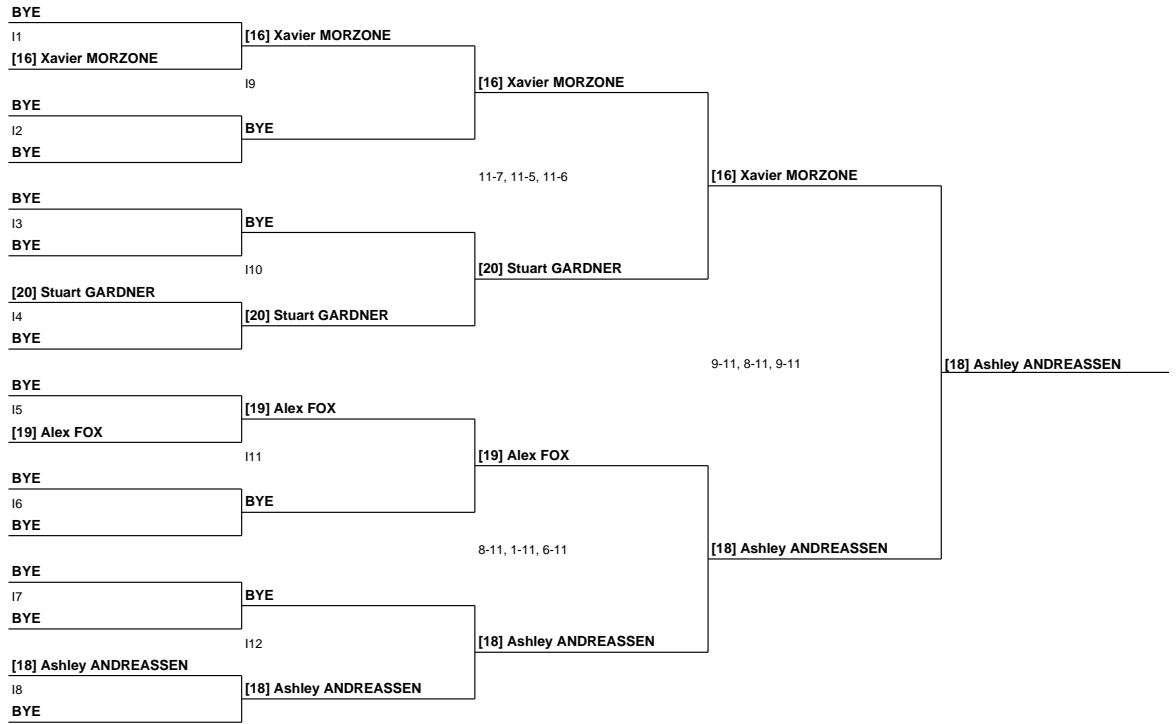 BYE
I1
[16] Xavier MORZONE
BYE
I2
BYE
BYE
I3
BYE
[20] Stuart GARDNER
I4
BYE
BYE
I5
[19] Alex FOX
BYE
I6
BYE
BYE
I7
BYE
[18] Ashley ANDREASSEN
I8
BYE
[16] Xavier MORZONE
I9
BYE
BYE
I10
[20] Stuart GARDNER
[19] Alex FOX
I11
BYE
BYE
I12
[18] Ashley ANDREASSEN
[16] Xavier MORZONE
11-7, 11-5, 11-6
[20] Stuart GARDNER
[19] Alex FOX
8-11, 1-11, 6-11
[18] Ashley ANDREASSEN
[16] Xavier MORZONE
9-11, 8-11, 9-11
[18] Ashley ANDREASSEN
[18] Ashley ANDREASSEN